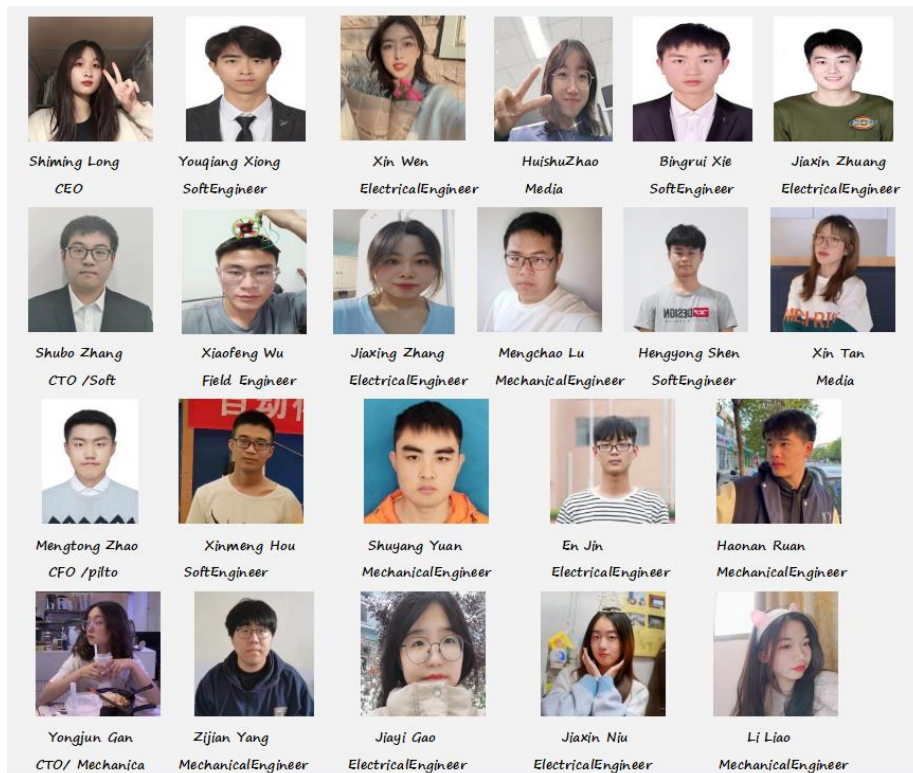 Shiming Long Youqiang Xiong Xin Wen HuishuZhao Bingrui Xie Jiaxin Zhuang
CEO SoftEngineer ElectricalEngineer Media SoftEngineer ElectricalEngineer
DESIGN
Shubo Zhang Xiaofeng Wu Jiaxing Zhang Mengchao Lu Hengyong Shen Xin Tan
CTO /Soft Field Engineer ElectricalEngineer MechanicalEngineer SoftEngineer Media
自动
Mengtong Zhao Xinmeng Hou Shuyang Yuan En Jin Haonan Ruan
CFO /pilto SoftEngineer MechanicalEngineer ElectricalEngineer MechanicalEngineer
Yongjun Gan Zijian Yang Jiayi Gao Jiaxin Niu Li Liao
CTO/ Mechanica MechanicalEngineer ElectricalEngineer ElectricalEngineer MechanicalEngineer